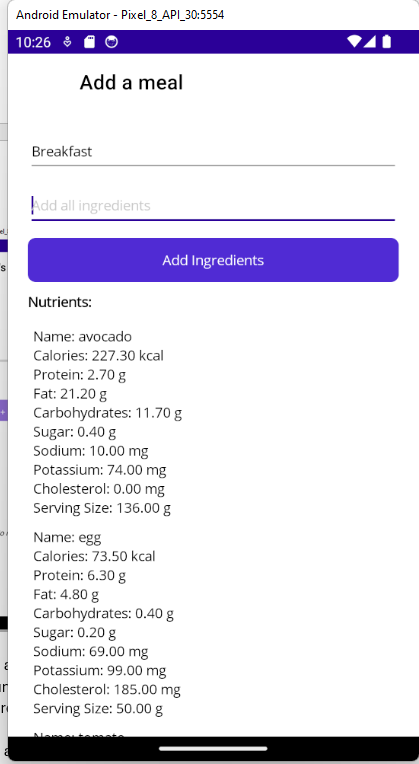 Android Emulator - Pixel_8_API_30:5554
10:26
Add a meal
Breakfast
Add all ingredients
Add Ingredients
Nutrients:
Name: avocado
Calories: 227.30 kcal
Protein: 2.70 g
Fat: 21.20 g
Carbohydrates: 11.70 g
Sugar: 0.40 g
Sodium: 10.00 mg
Potassium: 74.00 mg
Cholesterol: 0.00 mg
Serving Size: 136.00 g
Name: egg
Calories: 73.50 kcal
Protein: 6.30 g
Fat: 4.80 g
Carbohydrates: 0.40 g
Sugar: 0.20 g
Sodium: 69.00 mg
Potassium: 99.00 mg
Cholesterol: 185.00 mg
Serving Size: 50.00 g
Name: tomato